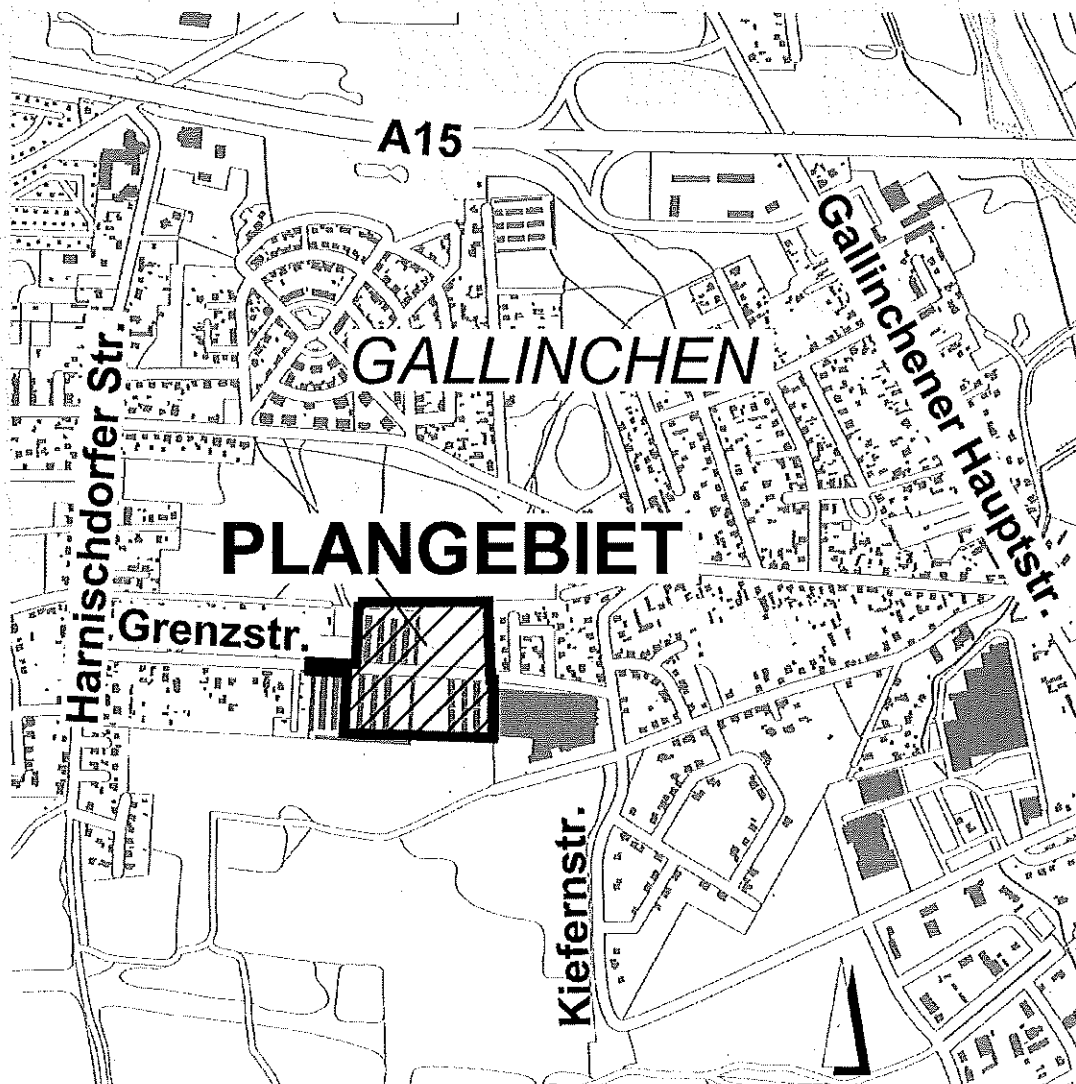 A15
Gallinchener Hauptstr.
GALLINCHEN
Harnischdorfer Str.
PLANGEBIET
Grenzstr.
Kiefernstr.